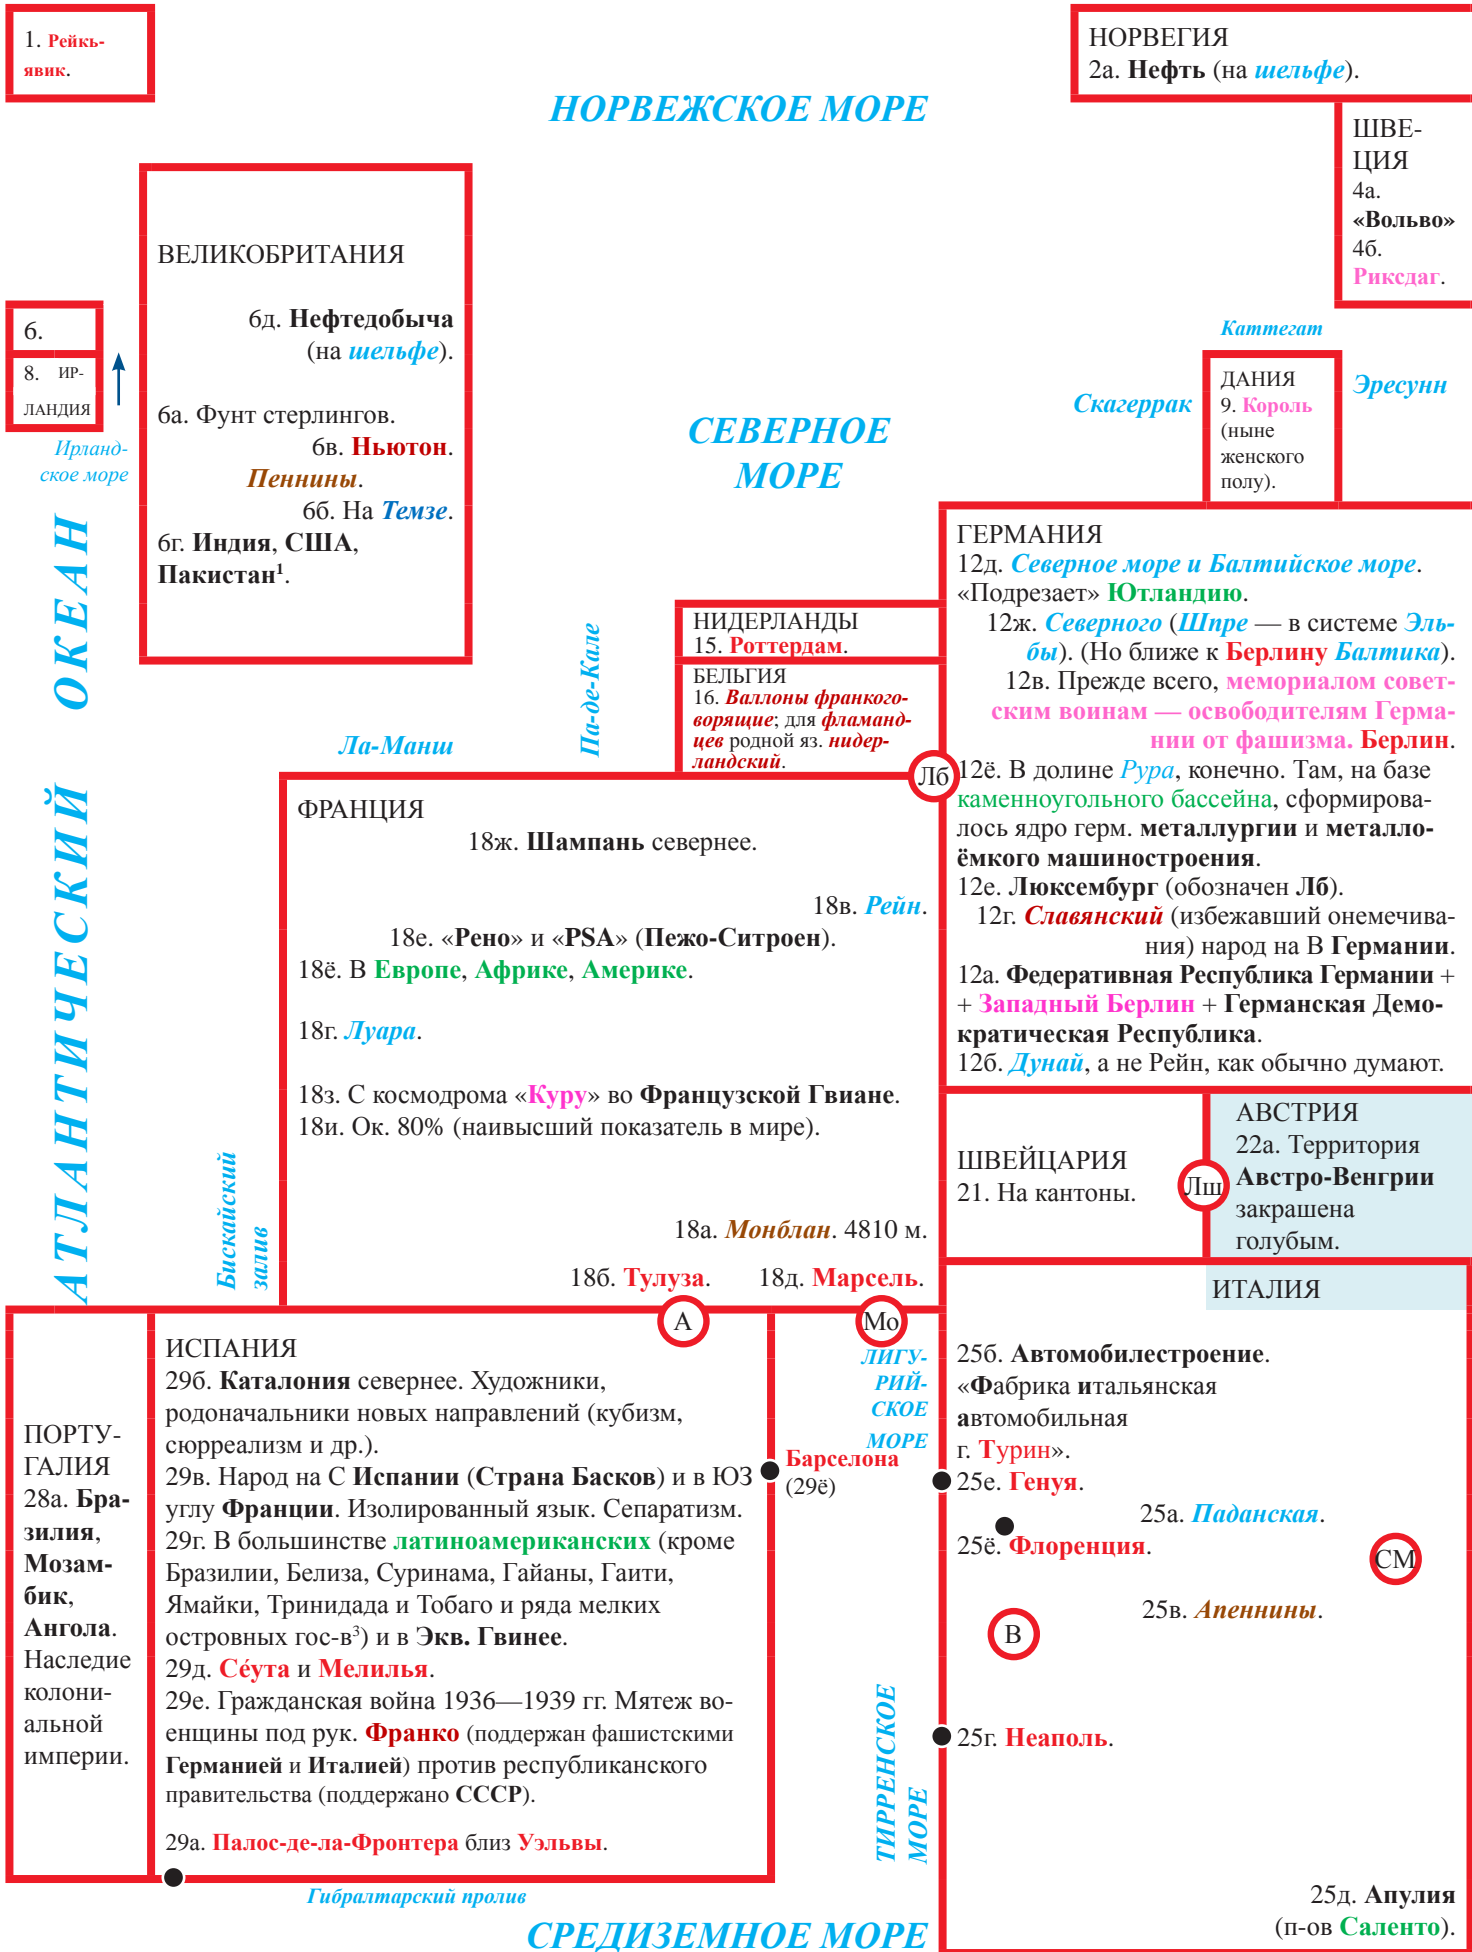 1. Рейкь-
явик.
НОРВЕГИЯ
2а. Нефть (на шельфе).
НОРВЕЖСКОЕ МОРЕ
ШВЕ-
ЦИЯ
4а.
«Вольво»
4б.
Риксдаг.
ВЕЛИКОБРИТАНИЯ
6д. Нефтедобыча
(на шельфе).
6а. Фунт стерлингов.
6в. Ньютон.
Пеннины.
6б. На Темзе.
6г. Индия, США,
Пакистан¹.
6.
8. ИР-
ЛАНДИЯ
Ирланд-
ское море
АТЛАНТИЧЕСКИЙ ОКЕАН
СЕВЕРНОЕ
МОРЕ
Каттегат
Скагеррак
Эресунн
ДАНИЯ
9. Король
(ныне
женского
полу).
ГЕРМАНИЯ
12д. Северное море и Балтийское море.
«Подрезает» Ютландию.
12ж. Северного (Шпре — в системе Эль-
бы). (Но ближе к Берлину Балтика).
12в. Прежде всего, мемориалом совет-
ским воинам — освободителям Герма-
нии от фашизма. Берлин.
12ё. В долине Рура, конечно. Там, на базе
каменноугольного бассейна, сформирова-
лось ядро герм. металлургии и металло-
ёмкого машиностроения.
12е. Люксембург (обозначен Лб).
12г. Славянский (избежавший онемечива-
ния) народ на В Германии.
12а. Федеративная Республика Германии +
+ Западный Берлин + Германская Демо-
кратическая Республика.
12б. Дунай, а не Рейн, как обычно думают.
НИДЕРЛАНДЫ
15. Роттердам.
БЕЛЬГИЯ
16. Валлоны франкого-
ворящие; для фламанд-
цев родной яз. нидер-
ландский.
Па-де-Кале
Ла-Манш
Лб
ФРАНЦИЯ
18ж. Шампань севернее.
18в. Рейн.
18е. «Рено» и «PSA» (Пежо-Ситроен).
18ё. В Европе, Африке, Америке.
18г. Луара.
18з. С космодрома «Куру» во Французской Гвиане.
18и. Ок. 80% (наивысший показатель в мире).
18а. Монблан. 4810 м.
18б. Тулуза. 18д. Марсель.
Бискайский
залив
ШВЕЙЦАРИЯ
21. На кантоны.
Лш
АВСТРИЯ
22а. Территория
Австро-Венгрии
закрашена
голубым.
А
Мо
ПОРТУ-
ГАЛИЯ
28а. Бра-
зилия,
Мозам-
бик,
Ангола.
Наследие
колони-
альной
империи.
ИСПАНИЯ
29б. Каталония севернее. Художники,
родоначальники новых направлений (кубизм,
сюрреализм и др.).
29в. Народ на С Испании (Страна Басков) и в ЮЗ
углу Франции. Изолированный язык. Сепаратизм.
29г. В большинстве латиноамериканских (кроме
Бразилии, Белиза, Суринама, Гайаны, Гаити,
Ямайки, Тринидада и Тобаго и ряда мелких
островных гос-в³) и в Экв. Гвинее.
29д. Се́ута и Мелилья.
29е. Гражданская война 1936—1939 гг. Мятеж во-
енщины под рук. Франко (поддержан фашистскими
Германией и Италией) против республиканского
правительства (поддержано СССР).
29а. Палос-де-ла-Фронтера близ Уэльвы.
Барселона
(29ё)
ЛИГУ-
РИЙ-
СКОЕ
МОРЕ
ТИРРЕНСКОЕ
МОРЕ
Гибралтарский пролив
СРЕДИЗЕМНОЕ МОРЕ
ИТАЛИЯ
25б. Автомобилестроение.
«Фабрика итальянская
автомобильная
г. Турин».
25е. Генуя.
25а. Паданская.
25ё. Флоренция.
СМ
25в. Апеннины.
В
25г. Неаполь.
25д. Апулия
(п-ов Саленто).